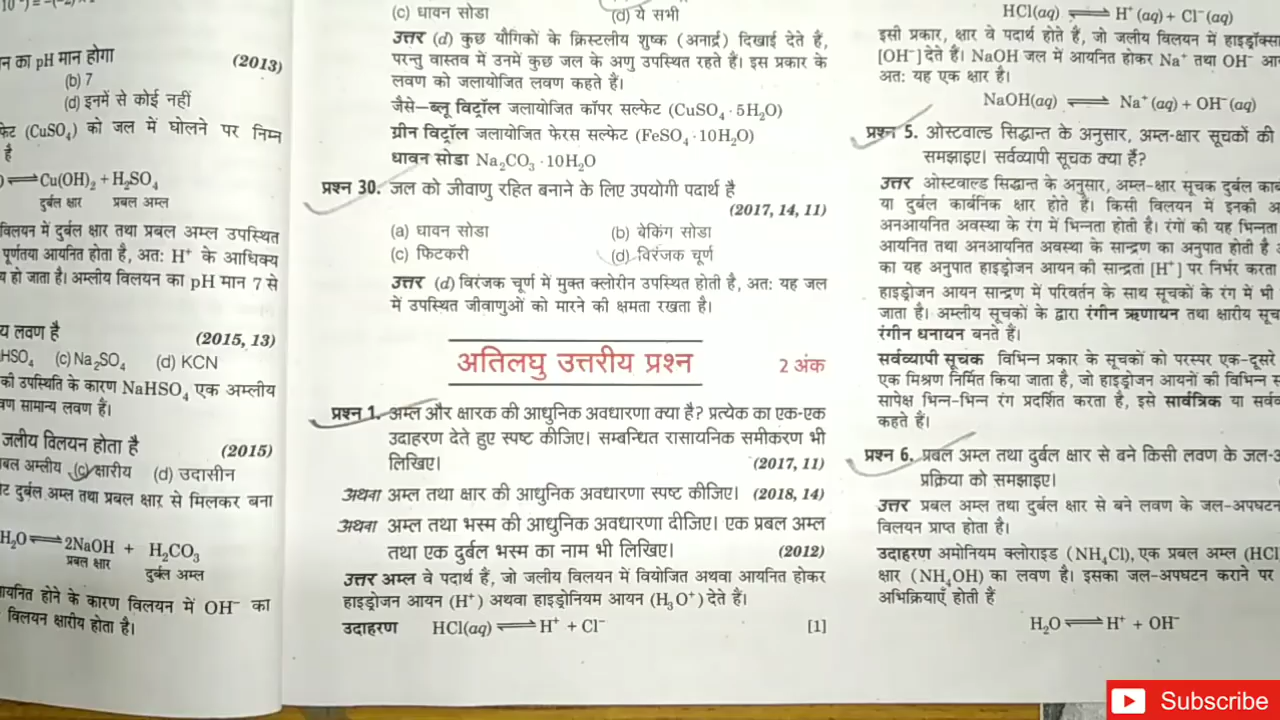 न का pH मान होगा
(2013)
(b) 7
(d) इनमें से कोई नहीं
फेट (CuSO₄) को जल में घोलने पर निम्न
है
⇌ Cu(OH)₂ + H₂SO₄
दुर्बल क्षार प्रबल अम्ल
विलयन में दुर्बल क्षार तथा प्रबल अम्ल उपस्थित
पूर्णतया आयनित होता है, अत: H⁺ के आधिक्य
य हो जाता है। अम्लीय विलयन का pH मान 7 से
य लवण है
(2015, 13)
HSO₄ (c) Na₂SO₄ (d) KCN
की उपस्थिति के कारण NaHSO₄ एक अम्लीय
वण सामान्य लवण हैं।
जलीय विलयन होता है
(2015)
बल अम्लीय (c) क्षारीय (d) उदासीन
ट दुर्बल अम्ल तथा प्रबल क्षार से मिलकर बना
H₂O ⇌ 2NaOH + H₂CO₃
प्रबल क्षार दुर्बल अम्ल
आयनित होने के कारण विलयन में OH⁻ का
विलयन क्षारीय होता है।
(c) धावन सोडा (d) ये सभी
उत्तर (d) कुछ यौगिकों के क्रिस्टलीय शुष्क (अनार्द्र) दिखाई देते हैं,
परन्तु वास्तव में उनमें कुछ जल के अणु उपस्थित रहते हैं। इस प्रकार के
लवण को जलायोजित लवण कहते हैं।
जैसे—ब्लू विट्रॉल जलायोजित कॉपर सल्फेट (CuSO₄ · 5H₂O)
ग्रीन विट्रॉल जलायोजित फेरस सल्फेट (FeSO₄ · 10H₂O)
धावन सोडा Na₂CO₃ · 10H₂O
प्रश्न 30. जल को जीवाणु रहित बनाने के लिए उपयोगी पदार्थ है
(2017, 14, 11)
(a) धावन सोडा (b) बेकिंग सोडा
(c) फिटकरी (d) विरंजक चूर्ण
उत्तर (d) विरंजक चूर्ण में मुक्त क्लोरीन उपस्थित होती है, अत: यह जल
में उपस्थित जीवाणुओं को मारने की क्षमता रखता है।
अतिलघु उत्तरीय प्रश्न 2 अंक
प्रश्न 1. अम्ल और क्षारक की आधुनिक अवधारणा क्या है? प्रत्येक का एक-एक
उदाहरण देते हुए स्पष्ट कीजिए। सम्बन्धित रासायनिक समीकरण भी
लिखिए। (2017, 11)
अथवा अम्ल तथा क्षार की आधुनिक अवधारणा स्पष्ट कीजिए। (2018, 14)
अथवा अम्ल तथा भस्म की आधुनिक अवधारणा दीजिए। एक प्रबल अम्ल
तथा एक दुर्बल भस्म का नाम भी लिखिए। (2012)
उत्तर अम्ल वे पदार्थ हैं, जो जलीय विलयन में वियोजित अथवा आयनित होकर
हाइड्रोजन आयन (H⁺) अथवा हाइड्रोनियम आयन (H₃O⁺) देते हैं।
उदाहरण HCl(aq) ⇌ H⁺ + Cl⁻ [1]
HCl(aq) ⇌ H⁺(aq) + Cl⁻(aq)
इसी प्रकार, क्षार वे पदार्थ होते हैं, जो जलीय विलयन में हाइड्रॉक्सा
[OH⁻] देते हैं। NaOH जल में आयनित होकर Na⁺ तथा OH⁻ आ
अत: यह एक क्षार है।
NaOH(aq) ⇌ Na⁺(aq) + OH⁻(aq)
प्रश्न 5. ओस्टवाल्ड सिद्धान्त के अनुसार, अम्ल-क्षार सूचकों की
समझाइए। सर्वव्यापी सूचक क्या हैं?
उत्तर ओस्टवाल्ड सिद्धान्त के अनुसार, अम्ल-क्षार सूचक दुर्बल का
या दुर्बल कार्बनिक क्षार होते हैं। किसी विलयन में इनकी अ
अनआयनित अवस्था के रंग में भिन्नता होती है। रंगों की यह भिन्नता
आयनित तथा अनआयनित अवस्था के सान्द्रण का अनुपात होती है
का यह अनुपात हाइड्रोजन आयन की सान्द्रता [H⁺] पर निर्भर करता
हाइड्रोजन आयन सान्द्रण में परिवर्तन के साथ सूचकों के रंग में भी
जाता है। अम्लीय सूचकों के द्वारा रंगीन ऋणायन तथा क्षारीय सूच
रंगीन धनायन बनते हैं।
सर्वव्यापी सूचक विभिन्न प्रकार के सूचकों को परस्पर एक-दूसरे
एक मिश्रण निर्मित किया जाता है, जो हाइड्रोजन आयनों की विभिन्न स
सापेक्ष भिन्न-भिन्न रंग प्रदर्शित करता है, इसे सार्वत्रिक या सर्व
कहते हैं।
प्रश्न 6. प्रबल अम्ल तथा दुर्बल क्षार से बने किसी लवण के जल-अ
प्रक्रिया को समझाइए।
उत्तर प्रबल अम्ल तथा दुर्बल क्षार से बने लवण के जल-अपघटन
विलयन प्राप्त होता है।
उदाहरण अमोनियम क्लोराइड (NH₄Cl), एक प्रबल अम्ल (HCl
क्षार (NH₄OH) का लवण है। इसका जल-अपघटन कराने पर
अभिक्रियाएँ होती हैं
H₂O ⇌ H⁺ + OH⁻
Subscribe